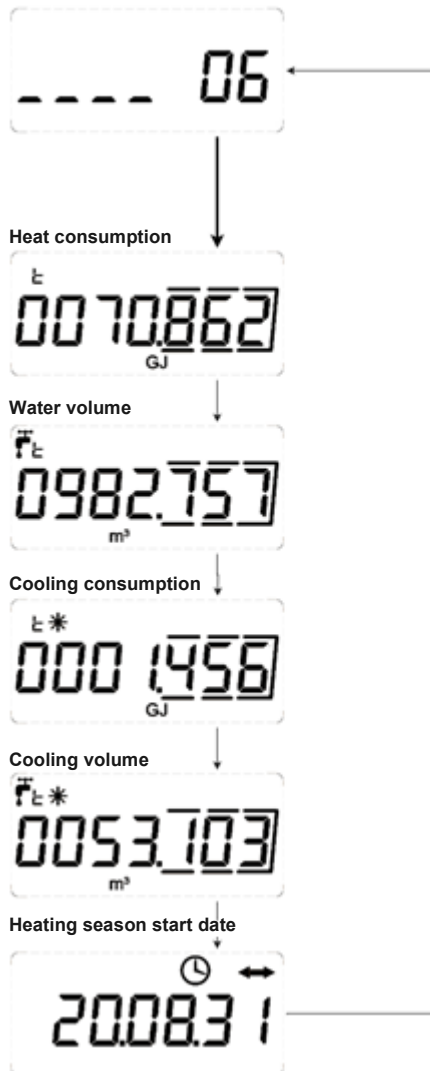 _ _ _ _ 06
Heat consumption
0070.862
GJ
Water volume
0982.757
m³
Cooling consumption
0001.456
GJ
Cooling volume
0053.103
m³
Heating season start date
20.08.31